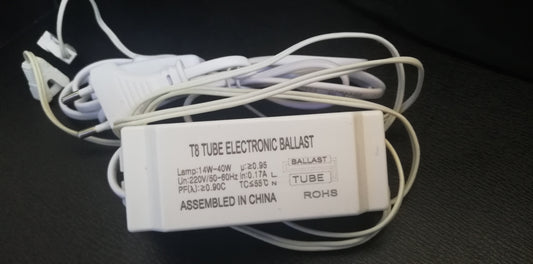 T8 TUBE ELECTRONIC BALLAST
Lamp:14W-40W μ:≥0.95
Un:220V/50-60Hz In:0.17A L
PF(λ):≥0.90C TC≤55℃ N
BALLAST
TUBE
ROHS
ASSEMBLED IN CHINA